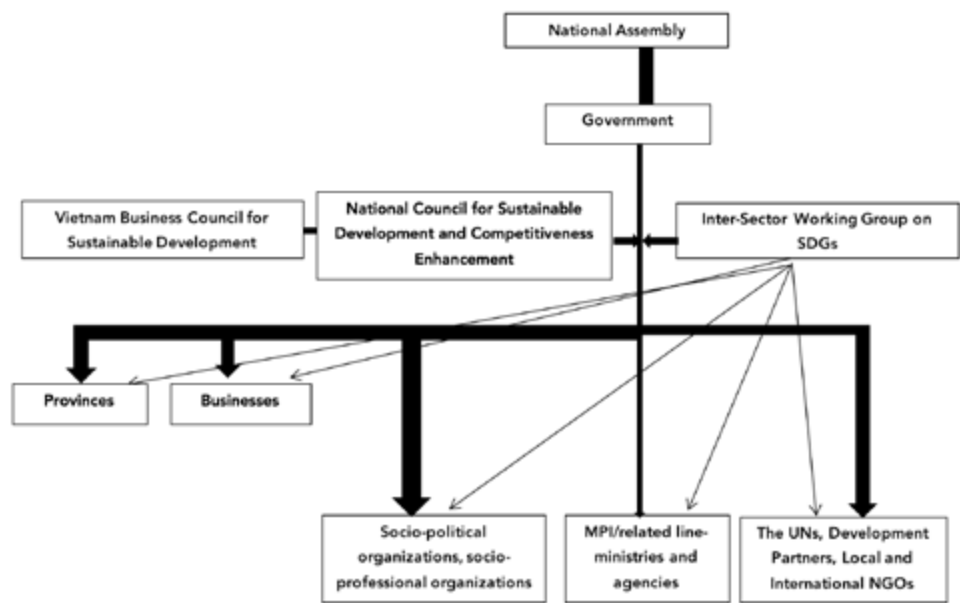 National Assembly
Government
Vietnam Business Council for
Sustainable Development
National Council for Sustainable
Development and Competitiveness
Enhancement
Inter-Sector Working Group on
SDGs
Provinces
Businesses
Socio-political
organizations, socio-
professional organizations
MPI/related line-
ministries and
agencies
The UNs, Development
Partners, Local and
International NGOs